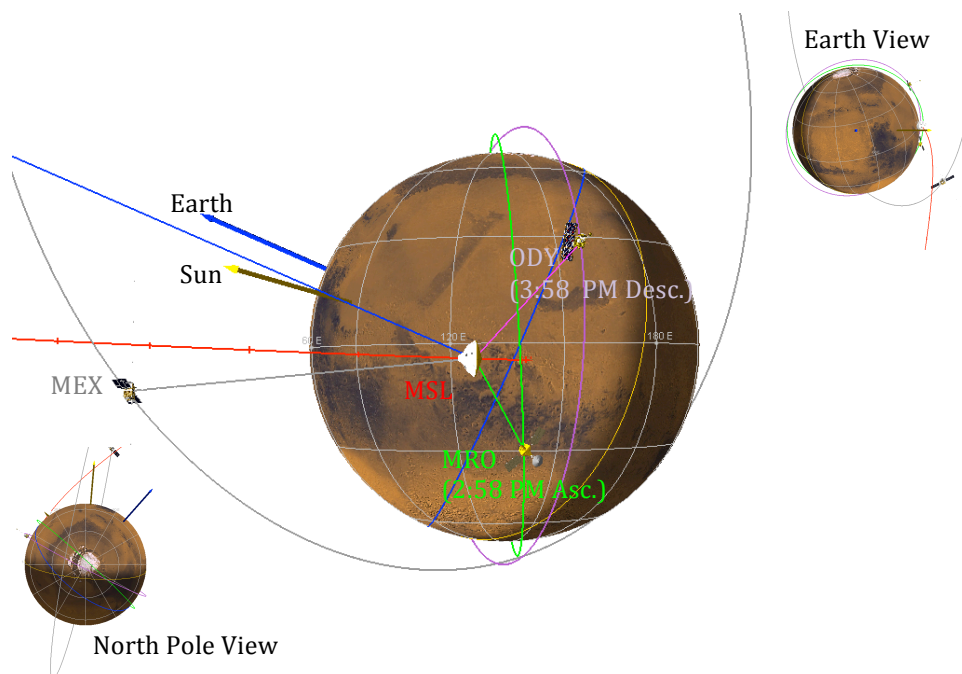 Earth View
Earth
Sun
ODY
(3:58 PM Desc.)
60 E
120 E
180 E
MEX
MSL
MRO
(2:58 PM Asc.)
North Pole View